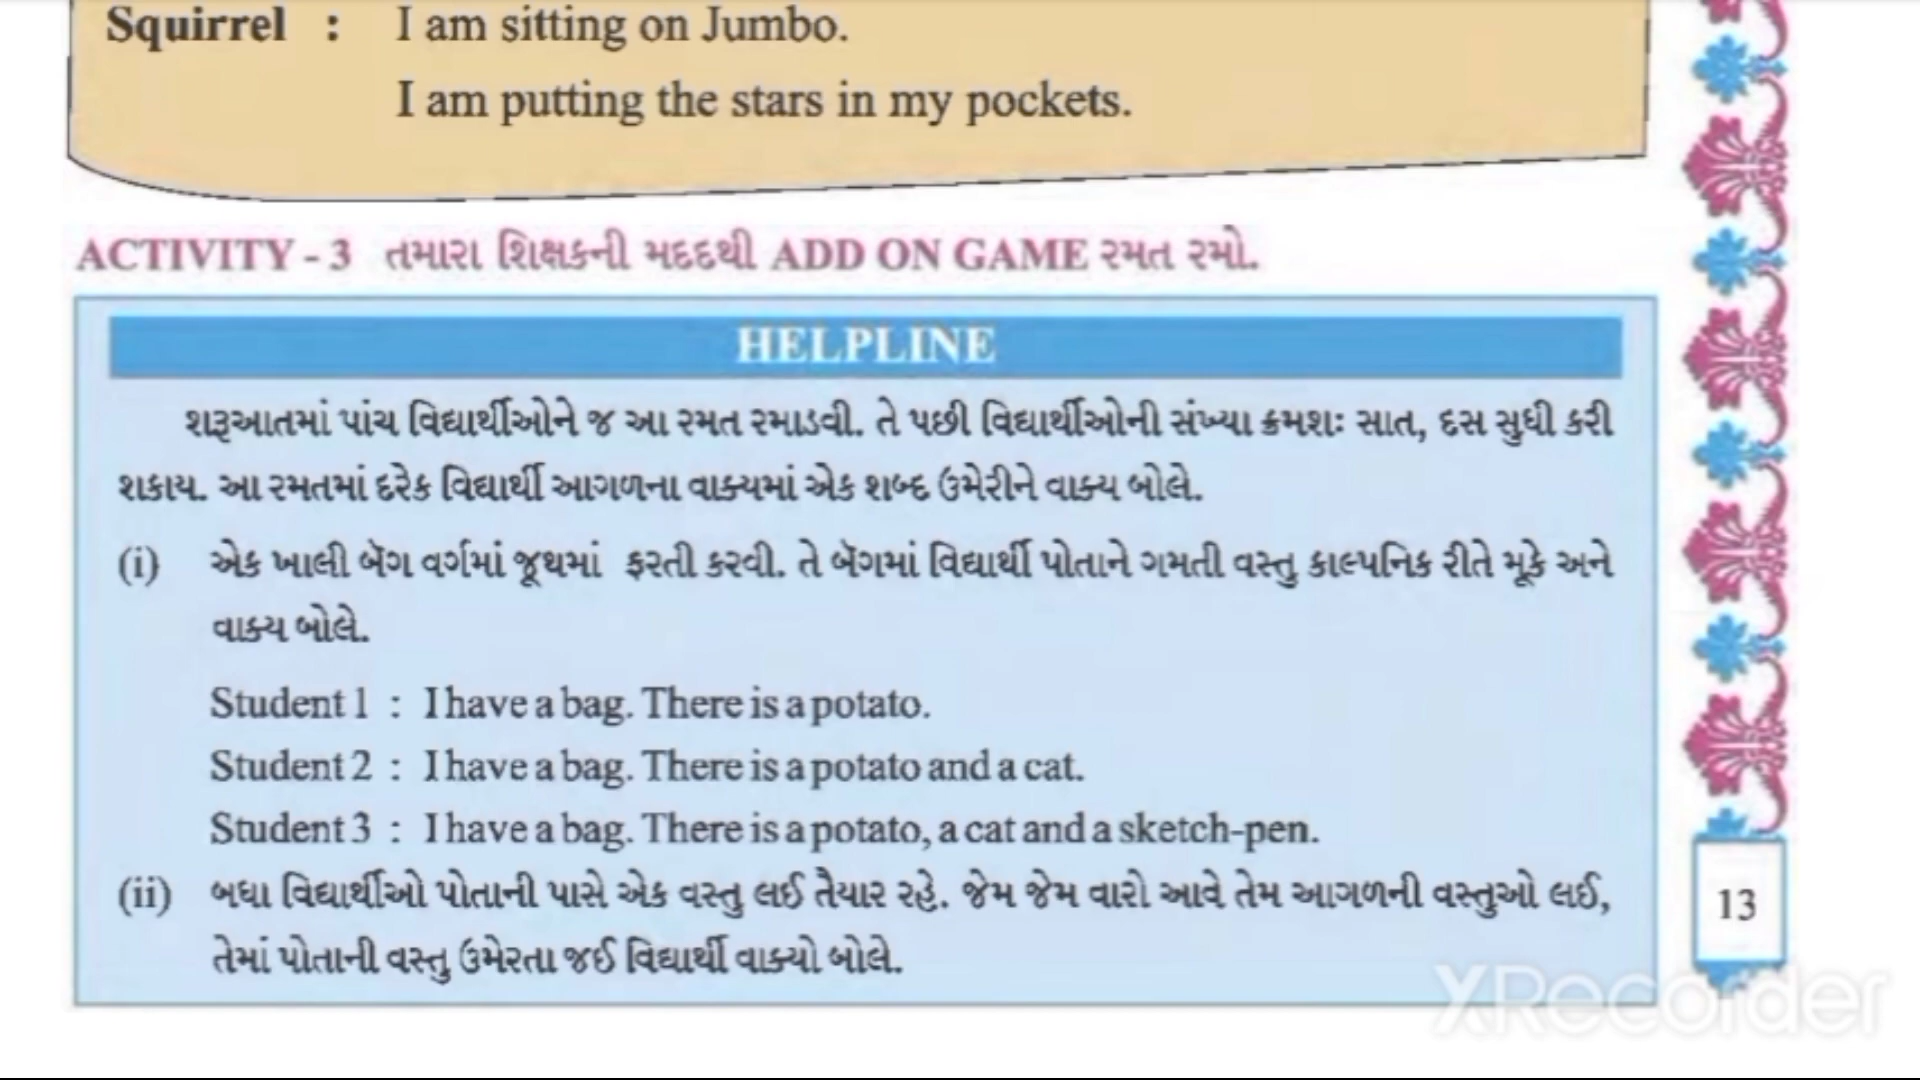 Squirrel : I am sitting on Jumbo.
I am putting the stars in my pockets.
ACTIVITY - 3 તમારા શિક્ષકની મદદથી ADD ON GAME રમત રમો.
HELPLINE
શરૂઆતમાં પાંચ વિદ્યાર્થીઓને જ આ રમત રમાડવી. તે પછી વિદ્યાર્થીઓની સંખ્યા ક્રમશઃ સાત, દસ સુધી કરી
શકાય. આ રમતમાં દરેક વિદ્યાર્થી આગળના વાક્યમાં એક શબ્દ ઉમેરીને વાક્ય બોલે.
(i) એક ખાલી બૅગ વર્ગમાં જૂથમાં ફરતી કરવી. તે બૅગમાં વિદ્યાર્થી પોતાને ગમતી વસ્તુ કાલ્પનિક રીતે મૂકે અને
વાક્ય બોલે.
Student 1 : I have a bag. There is a potato.
Student 2 : I have a bag. There is a potato and a cat.
Student 3 : I have a bag. There is a potato, a cat and a sketch-pen.
(ii) બધા વિદ્યાર્થીઓ પોતાની પાસે એક વસ્તુ લઈ તૈયાર રહે. જેમ જેમ વારો આવે તેમ આગળની વસ્તુઓ લઈ,
તેમાં પોતાની વસ્તુ ઉમેરતા જઈ વિદ્યાર્થી વાક્યો બોલે.
13
XRecorder